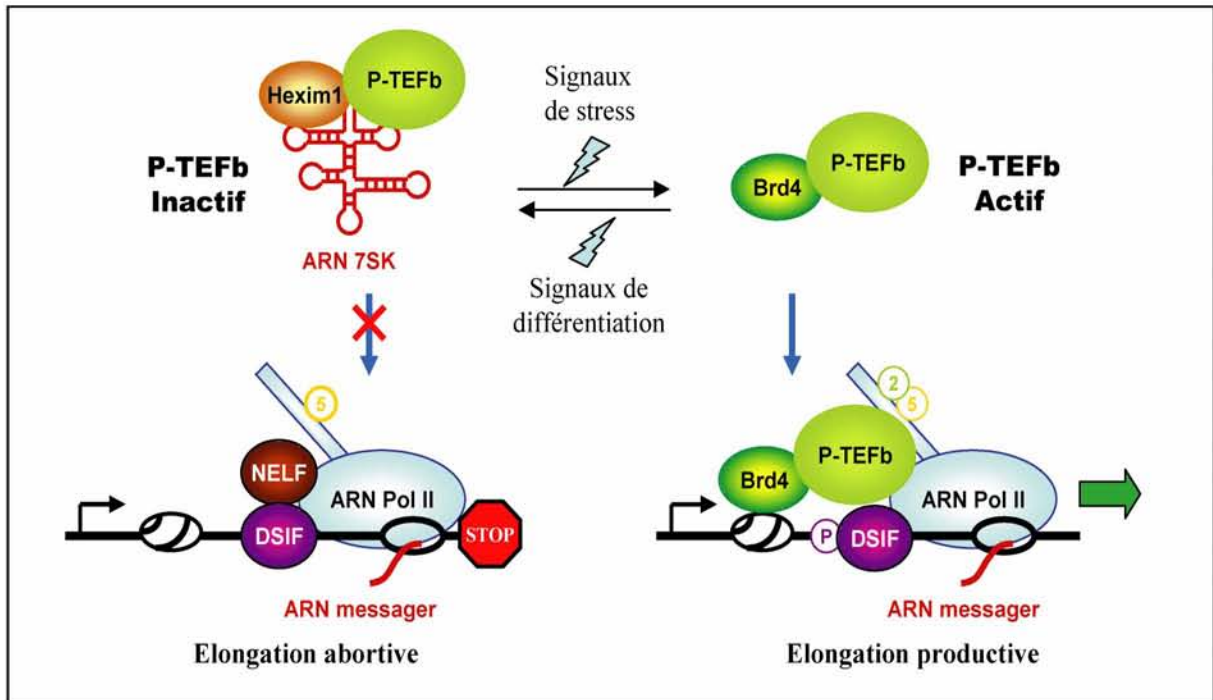 Hexim1
P-TEFb
Signaux
de stress
P-TEFb
Inactif
Brd4
P-TEFb
P-TEFb
Actif
ARN 7SK
Signaux de
différentiation
5
NELF
ARN Pol II
DSIF
STOP
ARN messager
Elongation abortive
2
5
P-TEFb
Brd4
ARN Pol II
P
DSIF
ARN messager
Elongation productive